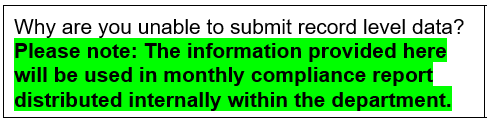 Why are you unable to submit record level data?
Please note: The information provided here
will be used in monthly compliance report
distributed internally within the department.